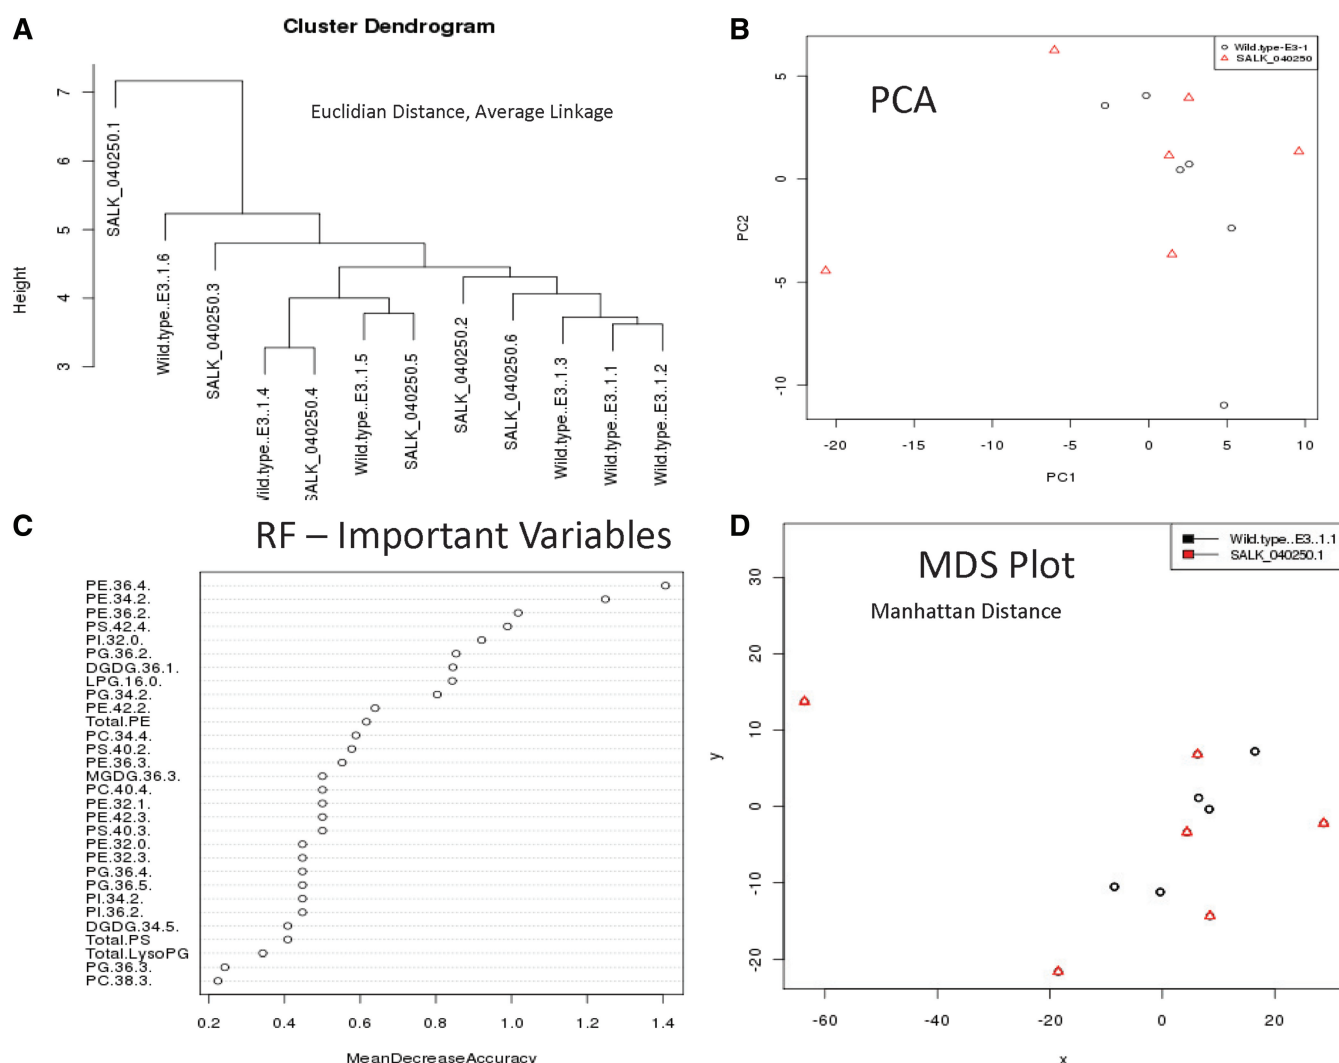 A
Cluster Dendrogram
Euclidian Distance, Average Linkage
Height
7
6
5
4
3
SALK_040250.1
Wild.type..E3..1.6
SALK_040250.3
Vild.type..E3..1.4
SALK_040250.4
Wild.type..E3..1.5
SALK_040250.5
SALK_040250.2
SALK_040250.6
Wild.type..E3..1.3
Wild.type..E3..1.1
Wild.type..E3..1.2
B
PCA
Wild.type-E3-1
SALK_040250
PC2
5
0
-5
-10
-20
-15
-10
-5
0
5
10
PC1
C
RF – Important Variables
PE.36.4.
PE.34.2.
PE.36.2.
PS.42.4.
PI.32.0.
PG.36.2.
DGDG.36.1.
LPG.16.0.
PG.34.2.
PE.42.2.
Total.PE
PC.34.4.
PS.40.2.
PE.36.3.
MGDG.36.3.
PC.40.4.
PE.32.1.
PE.42.3.
PS.40.3.
PE.32.0.
PE.32.3.
PG.36.4.
PG.36.5.
PI.34.2.
PI.36.2.
DGDG.34.5.
Total.PS
Total.LysoPG
PG.36.3.
PC.38.3.
0.2
0.4
0.6
0.8
1.0
1.2
1.4
MeanDecreaseAccuracy
D
MDS Plot
Manhattan Distance
Wild.type..E3..1.1
SALK_040250.1
y
30
20
10
0
-10
-20
-60
-40
-20
0
20
x